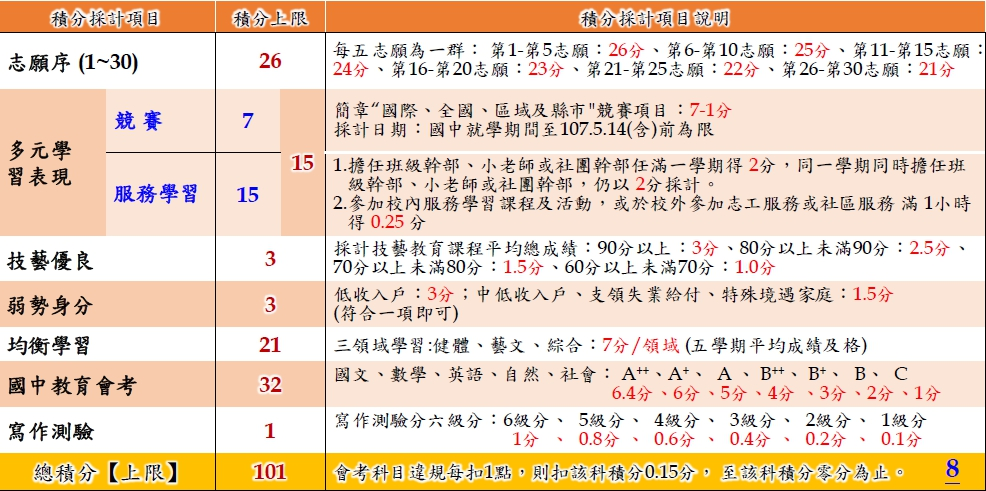 積分採計項目 積分上限 積分採計項目說明
志願序 (1~30) 26 每五志願為一群： 第1-第5志願：26分、第6-第10志願：25分、第11-第15志願：
24分、第16-第20志願：23分、第21-第25志願：22分、第26-第30志願：21分
多元學
習表現
競 賽 7 15
簡章“國際、全國、區域及縣市"競賽項目：7-1分
採計日期：國中就學期間至107.5.14(含)前為限
服務學習 15
1.擔任班級幹部、小老師或社團幹部任滿一學期得 2分，同一學期同時擔任班
級幹部、小老師或社團幹部，仍以 2分採計。
2.參加校內服務學習課程及活動，或於校外參加志工服務或社區服務 滿 1小時
得 0.25 分
技藝優良 3 採計技藝教育課程平均總成績：90分以上：3分、80分以上未滿90分：2.5分、
70分以上未滿80分：1.5分、60分以上未滿70分：1.0分
弱勢身分 3 低收入戶：3分；中低收入戶、支領失業給付、特殊境遇家庭：1.5分
(符合一項即可)
均衡學習 21 三領域學習:健體、藝文、綜合：7分/領域 (五學期平均成績及格)
國中教育會考 32 國文、數學、英語、自然、社會： A++、A+、 A 、B++、B+、 B、 C
6.4分、6分、5分、4分 、3分、2分、1分
寫作測驗 1 寫作測驗分六級分：6級分、 5級分、 4級分、 3級分、 2級分、 1級分
1分 、 0.8分 、 0.6分 、 0.4分 、 0.2分 、 0.1分
總積分【上限】 101 會考科目違規每扣1點，則扣該科積分0.15分， 至該科積分零分為止。 8